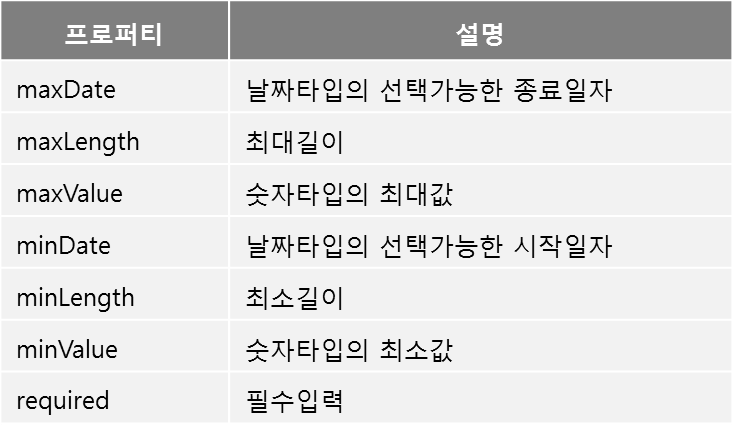 프로퍼티 설명
maxDate 날짜타입의 선택가능한 종료일자
maxLength 최대길이
maxValue 숫자타입의 최대값
minDate 날짜타입의 선택가능한 시작일자
minLength 최소길이
minValue 숫자타입의 최소값
required 필수입력